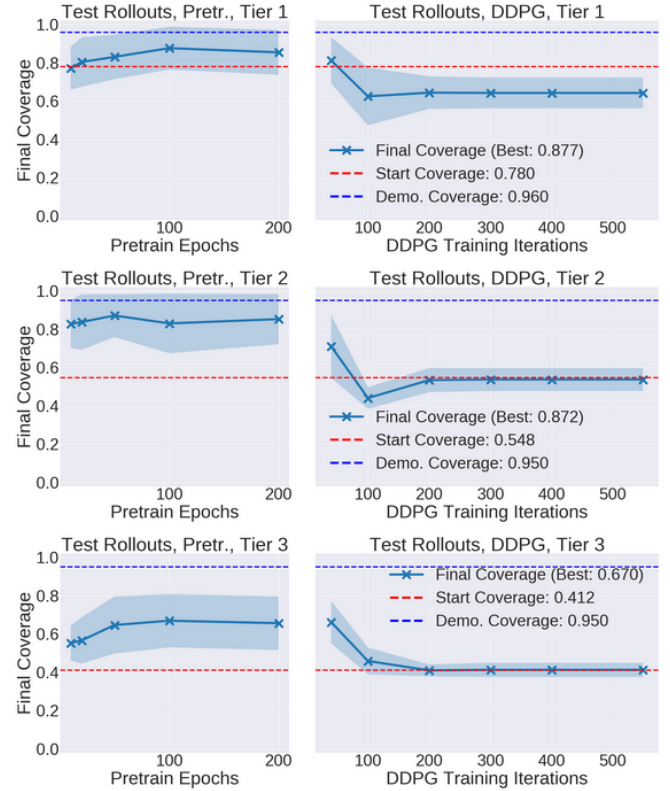 Test Rollouts, Pretr., Tier 1
Test Rollouts, DDPG, Tier 1
Final Coverage
1.0
0.8
0.6
0.4
0.2
0.0
100
200
Pretrain Epochs
Final Coverage (Best: 0.877)
Start Coverage: 0.780
Demo. Coverage: 0.960
100
200
300
400
500
DDPG Training Iterations
Test Rollouts, Pretr., Tier 2
Test Rollouts, DDPG, Tier 2
Final Coverage
1.0
0.8
0.6
0.4
0.2
0.0
100
200
Pretrain Epochs
Final Coverage (Best: 0.872)
Start Coverage: 0.548
Demo. Coverage: 0.950
100
200
300
400
500
DDPG Training Iterations
Test Rollouts, Pretr., Tier 3
Test Rollouts, DDPG, Tier 3
Final Coverage
1.0
0.8
0.6
0.4
0.2
0.0
100
200
Pretrain Epochs
Final Coverage (Best: 0.670)
Start Coverage: 0.412
Demo. Coverage: 0.950
100
200
300
400
500
DDPG Training Iterations